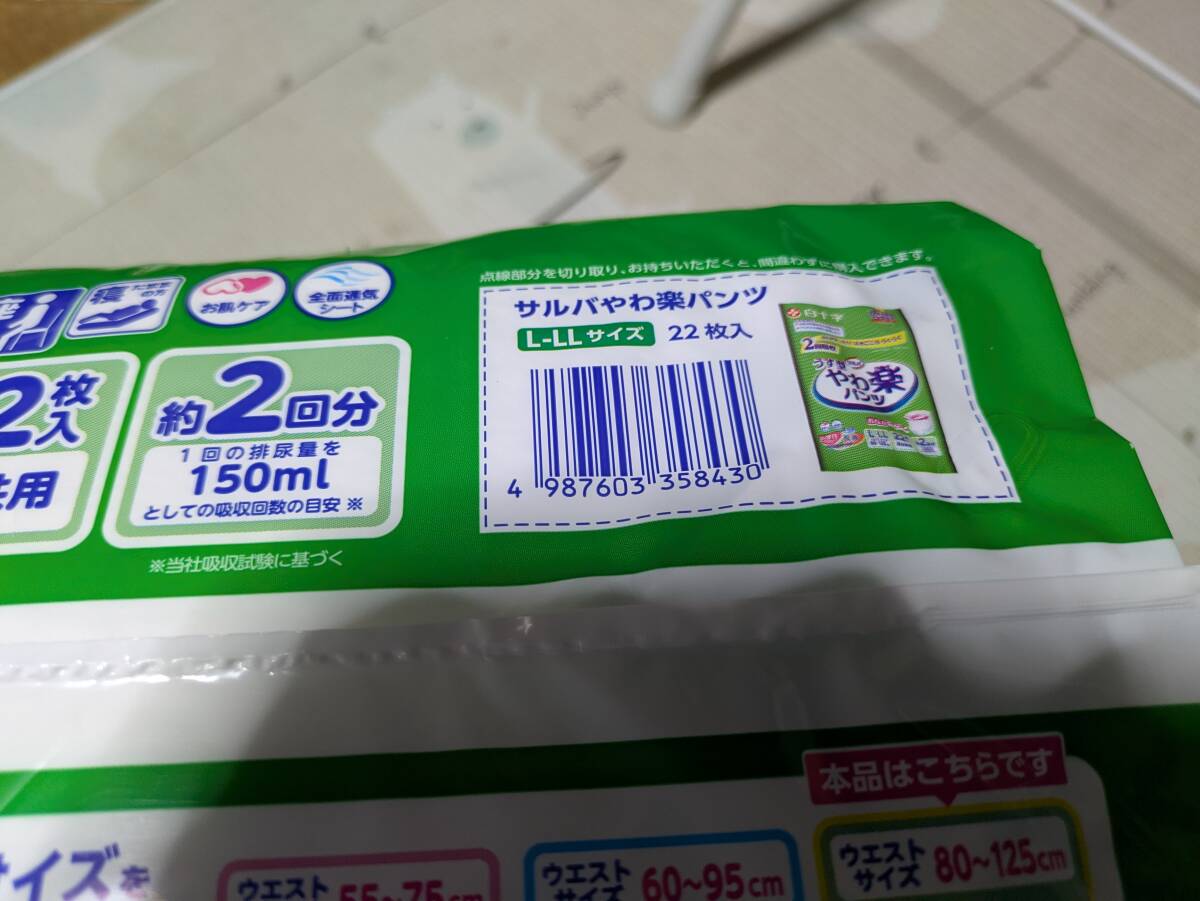 点線部分を切り取り、お持ちいただくと、間違わずに購入できます。
サルバやわ楽パンツ
L-LLサイズ 22枚入
4 987603 358430
白十字
うす型
やわ楽
パンツ
お肌ケア
全面通気
シート
2枚入
約2回分
1回の排尿量を
150ml
としての吸収回数の目安※
※当社吸収試験に基づく
本品はこちらです
サイズを
ウエスト 55~75cm
ウエスト
サイズ 60~95cm
ウエスト
サイズ 80~125cm